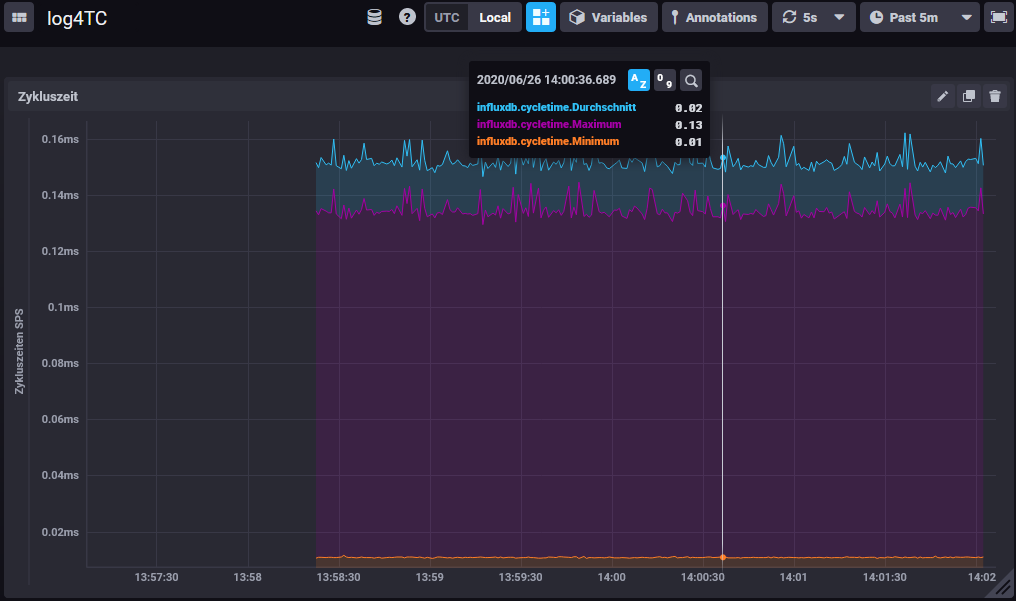 log4TC
?
UTC Local
Variables
Annotations
5s
Past 5m
Zykluszeit
2020/06/26 14:00:36.689
A Z
0 9
influxdb.cycletime.Durchschnitt 0.02
influxdb.cycletime.Maximum 0.13
influxdb.cycletime.Minimum 0.01
Zykluszeiten SPS
0.16ms
0.14ms
0.12ms
0.1ms
0.08ms
0.06ms
0.04ms
0.02ms
13:57:30 13:58 13:58:30 13:59 13:59:30 14:00 14:00:30 14:01 14:01:30 14:02